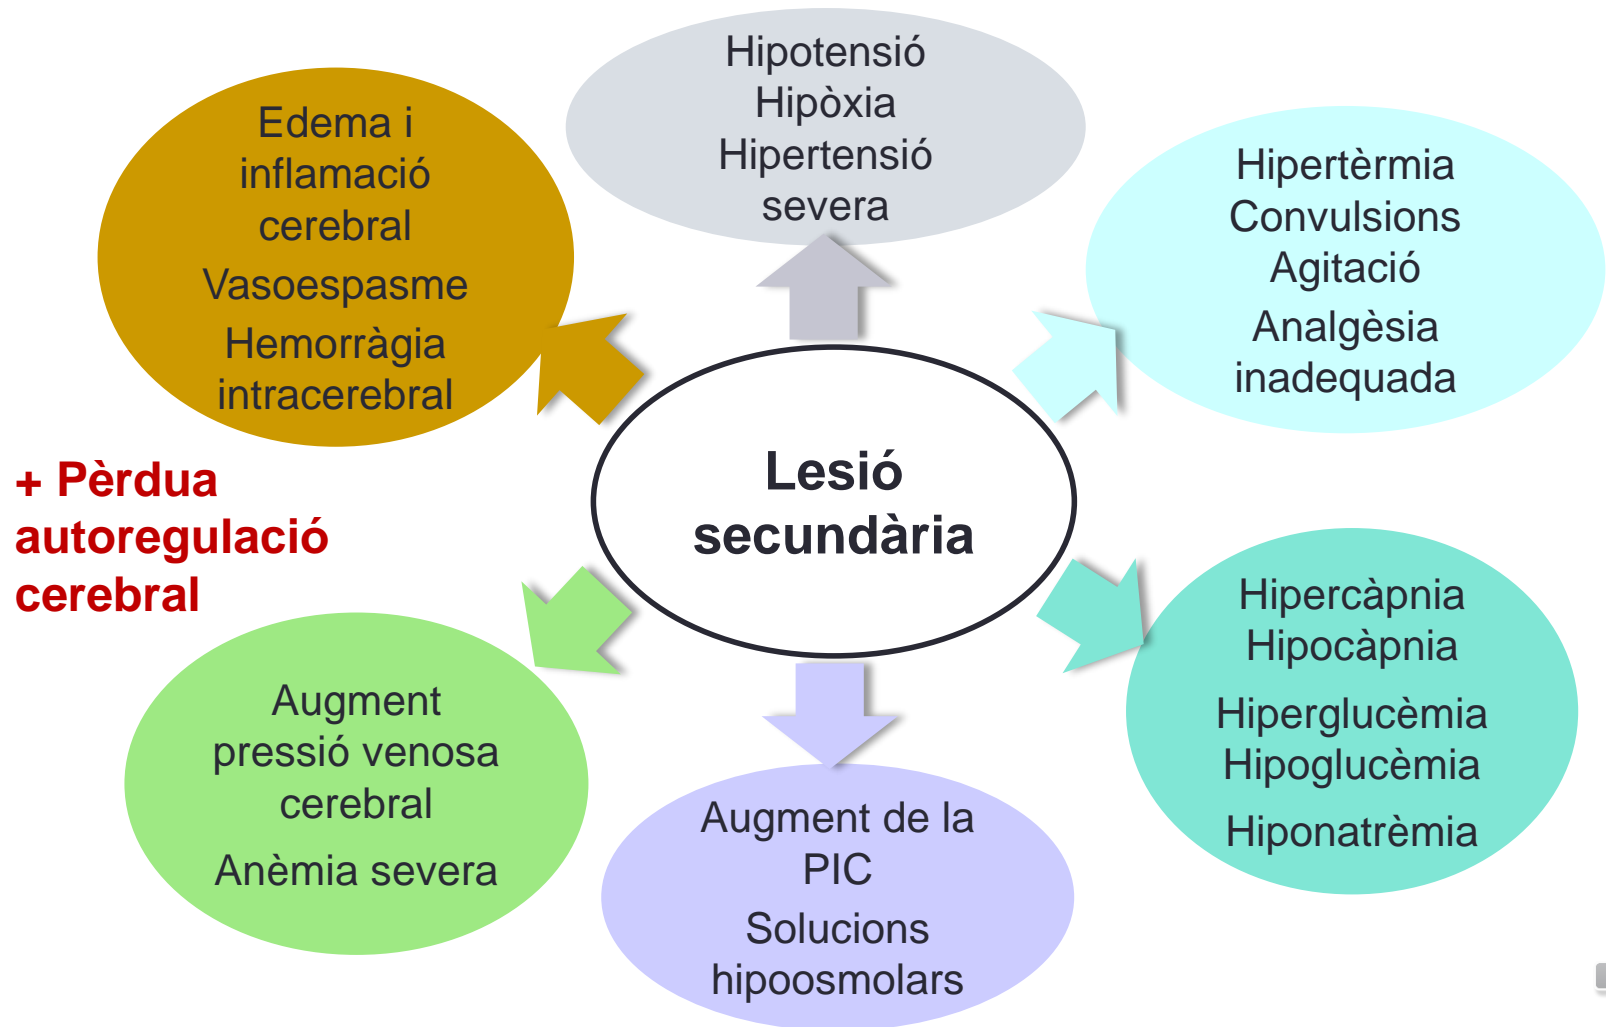 Hipotensió
Hipòxia
Hipertensió
severa
Edema i
inflamació
cerebral
Vasoespasme
Hemorràgia
intracerebral
Hipertèrmia
Convulsions
Agitació
Analgèsia
inadequada
Lesió
secundària
+ Pèrdua
autoregulació
cerebral
Hipercàpnia
Hipocàpnia
Hiperglucèmia
Hipoglucèmia
Hiponatrèmia
Augment
pressió venosa
cerebral
Anèmia severa
Augment de la
PIC
Solucions
hipoosmolars